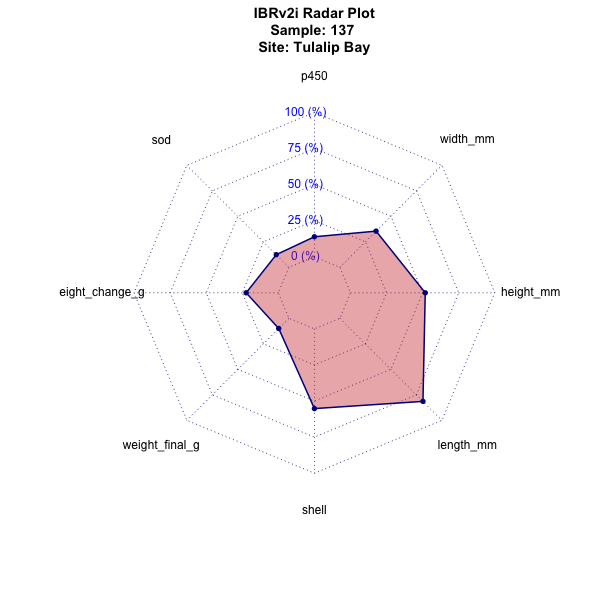 IBRv2i Radar Plot
Sample: 137
Site: Tulalip Bay
p450
100 (%)
sod
width_mm
75 (%)
50 (%)
25 (%)
0 (%)
eight_change_g
height_mm
weight_final_g
length_mm
shell